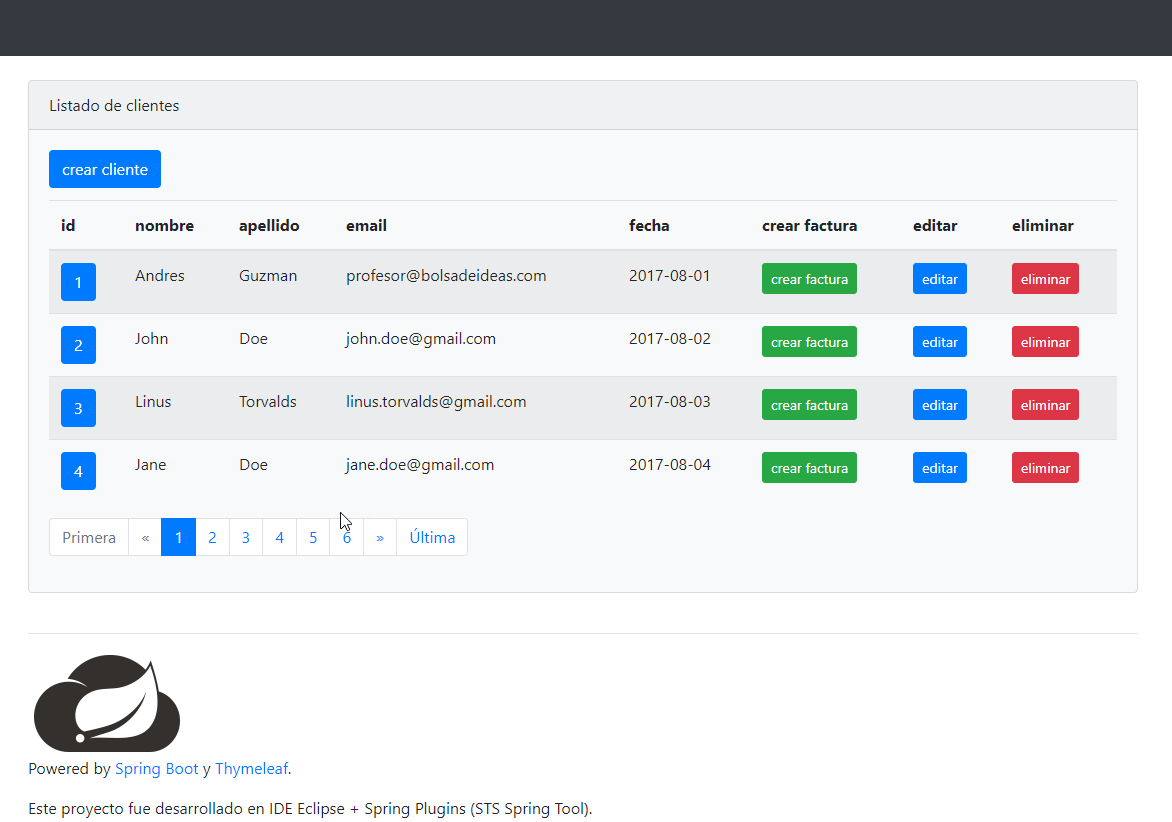 Listado de clientes
crear cliente
id nombre apellido email fecha crear factura editar eliminar
1 Andres Guzman profesor@bolsadeideas.com 2017-08-01 crear factura editar eliminar
2 John Doe john.doe@gmail.com 2017-08-02 crear factura editar eliminar
3 Linus Torvalds linus.torvalds@gmail.com 2017-08-03 crear factura editar eliminar
4 Jane Doe jane.doe@gmail.com 2017-08-04 crear factura editar eliminar
Primera « 1 2 3 4 5 6 » Última
Powered by Spring Boot y Thymeleaf.
Este proyecto fue desarrollado en IDE Eclipse + Spring Plugins (STS Spring Tool).